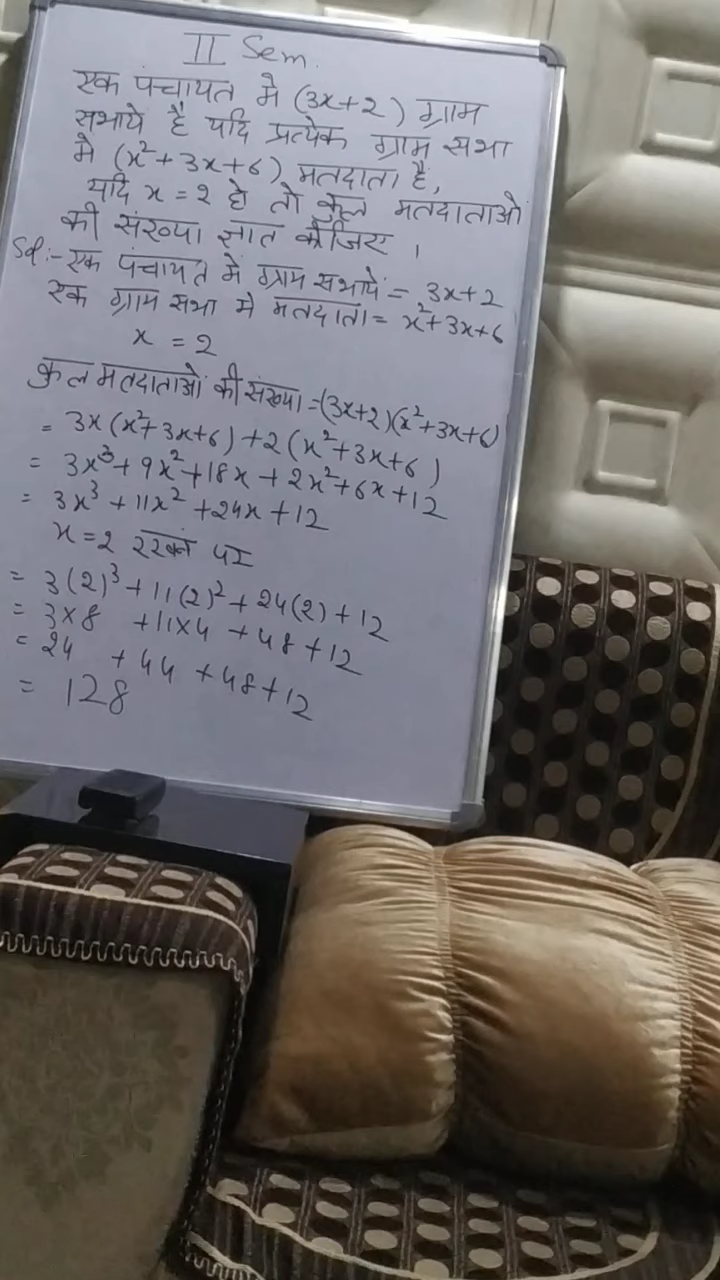 II Sem.
एक पंचायत मे (3x+2) ग्राम
सभाये है यदि प्रत्येक ग्राम सभा
मे (x²+3x+6) मतदाता है,
यदि x = 2 हो तो कुल मतदाताओ
की संख्या ज्ञात कीजिए ।
Sol:- एक पंचायत में ग्राम सभाये = 3x+2
एक ग्राम सभा मे मतदाता = x²+3x+6
x = 2
कुल मतदाताओं की संख्या = (3x+2)(x²+3x+6)
= 3x(x²+3x+6)+2(x²+3x+6)
= 3x³+9x²+18x+2x²+6x+12
= 3x³+11x²+24x+12
x=2 रखने पर
= 3(2)³+11(2)²+24(2)+12
= 3×8 +11×4 +48+12
= 24 +44 +48+12
= 128